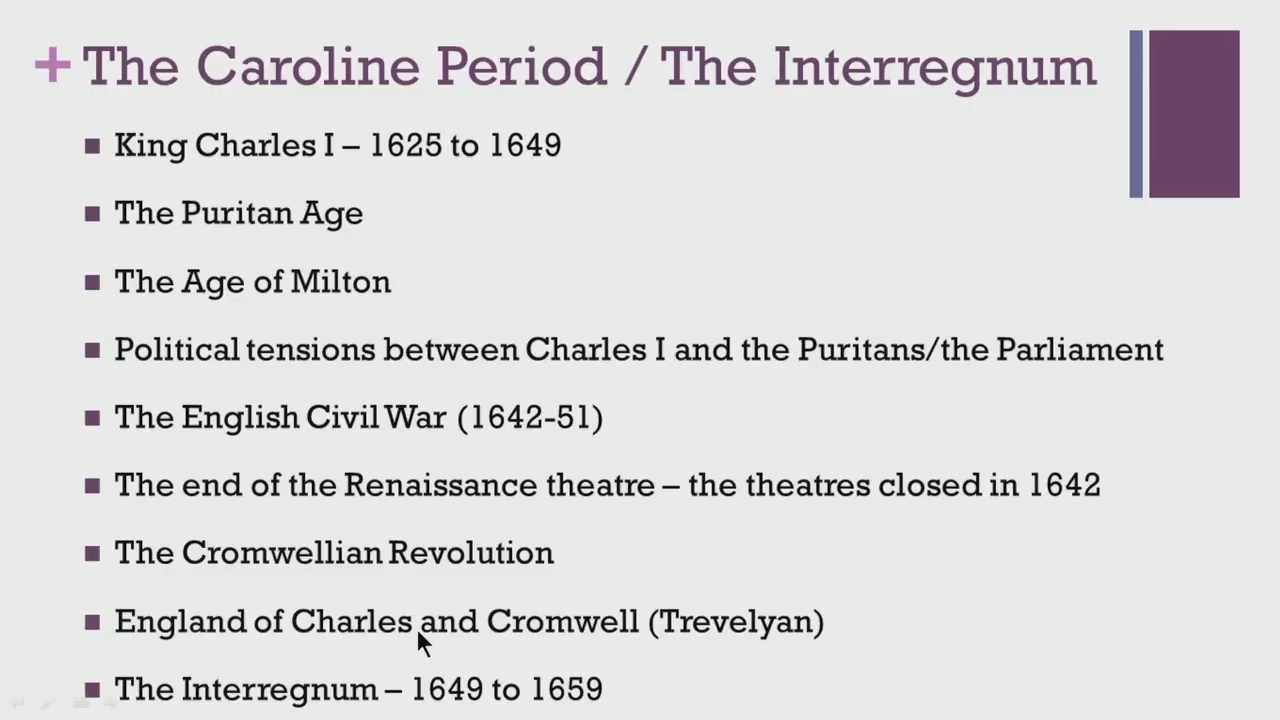 + The Caroline Period / The Interregnum
King Charles I – 1625 to 1649
The Puritan Age
The Age of Milton
Political tensions between Charles I and the Puritans/the Parliament
The English Civil War (1642-51)
The end of the Renaissance theatre – the theatres closed in 1642
The Cromwellian Revolution
England of Charles and Cromwell (Trevelyan)
The Interregnum – 1649 to 1659